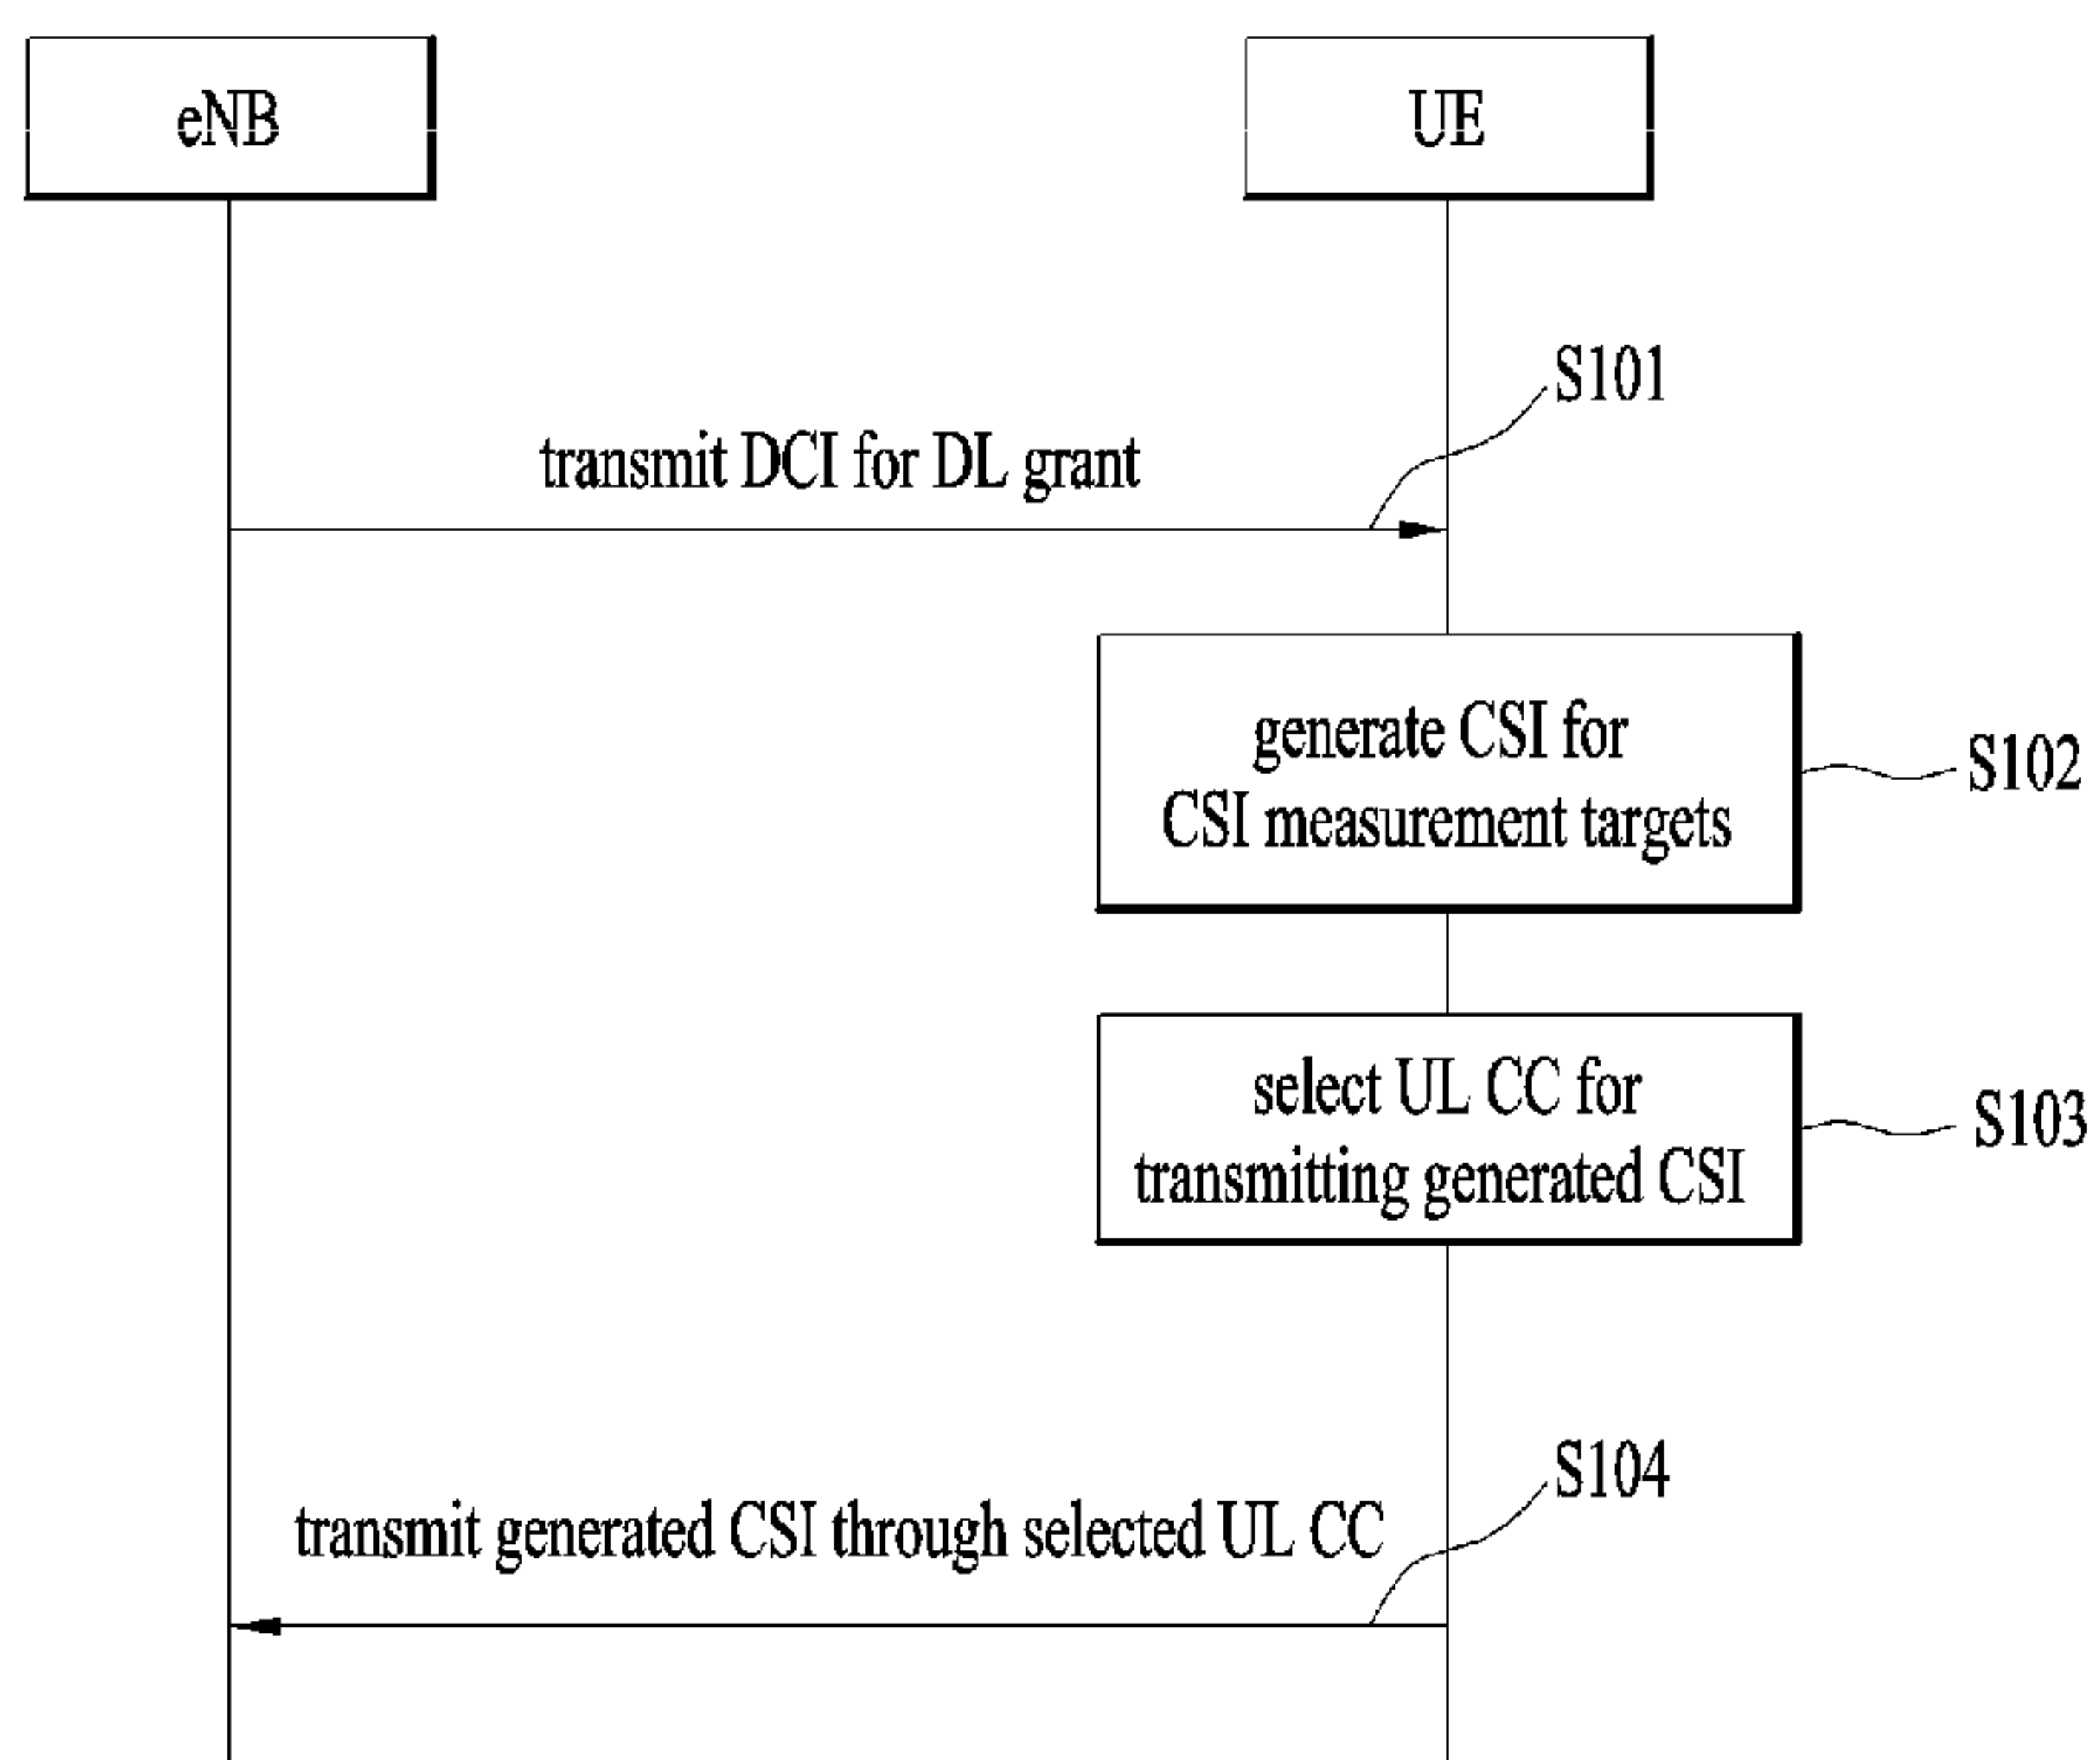 eNB
UE
S101
transmit DCI for DL grant
generate CSI for
CSI measurement targets
S102
select UL CC for
transmitting generated CSI
S103
S104
transmit generated CSI through selected UL CC